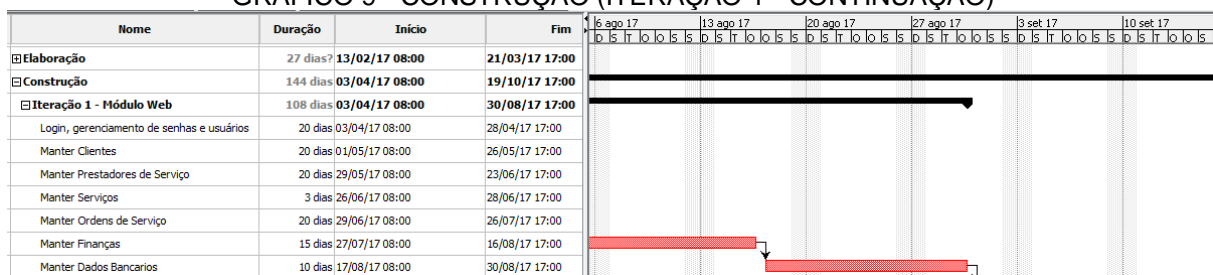 GRÁFICO 9 - CONSTRUÇÃO (ITERAÇÃO 1 - CONTINUAÇÃO)
Nome Duração Início Fim 6 ago 17 13 ago 17 20 ago 17 27 ago 17 3 set 17 10 set 17
D S T Q Q S S D S T Q Q S S D S T Q Q S S D S T Q Q S S D S T Q Q S S D S T Q Q S
Elaboração 27 dias? 13/02/17 08:00 21/03/17 17:00
Construção 144 dias 03/04/17 08:00 19/10/17 17:00
Iteração 1 - Módulo Web 108 dias 03/04/17 08:00 30/08/17 17:00
Login, gerenciamento de senhas e usuários 20 dias 03/04/17 08:00 28/04/17 17:00
Manter Clientes 20 dias 01/05/17 08:00 26/05/17 17:00
Manter Prestadores de Serviço 20 dias 29/05/17 08:00 23/06/17 17:00
Manter Serviços 3 dias 26/06/17 08:00 28/06/17 17:00
Manter Ordens de Serviço 20 dias 29/06/17 08:00 26/07/17 17:00
Manter Finanças 15 dias 27/07/17 08:00 16/08/17 17:00
Manter Dados Bancarios 10 dias 17/08/17 08:00 30/08/17 17:00